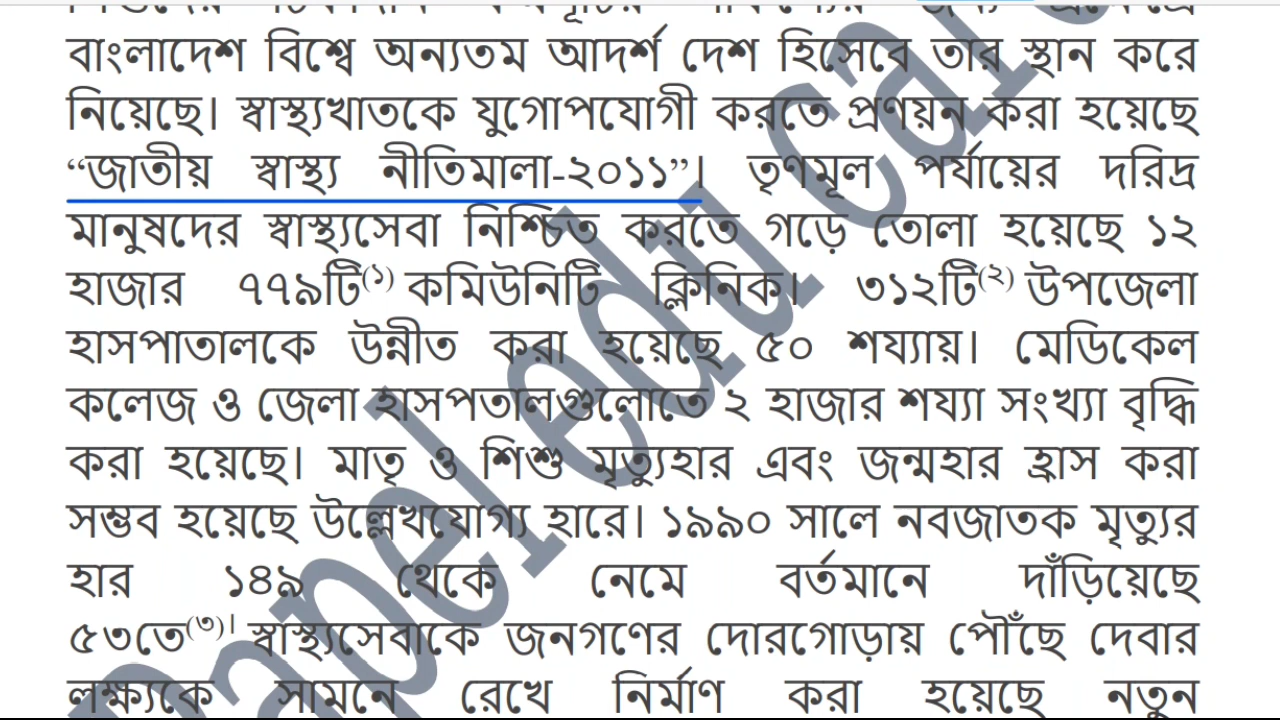 বাংলাদেশ বিশ্বে অন্যতম আদর্শ দেশ হিসেবে তার স্থান করে
নিয়েছে। স্বাস্থ্যখাতকে যুগোপযোগী করতে প্রণয়ন করা হয়েছে
“জাতীয় স্বাস্থ্য নীতিমালা-২০১১”। তৃণমূল পর্যায়ের দরিদ্র
মানুষদের স্বাস্থ্যসেবা নিশ্চিত করতে গড়ে তোলা হয়েছে ১২
হাজার ৭৭৯টি(১) কমিউনিটি ক্লিনিক। ৩১২টি(২) উপজেলা
হাসপাতালকে উন্নীত করা হয়েছে ৫০ শয্যায়। মেডিকেল
কলেজ ও জেলা হাসপতালগুলোতে ২ হাজার শয্যা সংখ্যা বৃদ্ধি
করা হয়েছে। মাতৃ ও শিশু মৃত্যুহার এবং জন্মহার হ্রাস করা
সম্ভব হয়েছে উল্লেখযোগ্য হারে। ১৯৯০ সালে নবজাতক মৃত্যুর
হার ১৪৯ থেকে নেমে বর্তমানে দাঁড়িয়েছে
৫৩তে(৩)। স্বাস্থ্যসেবাকে জনগণের দোরগোড়ায় পৌঁছে দেবার
লক্ষ্যকে সামনে রেখে নির্মাণ করা হয়েছে নতুন
Papel edu care